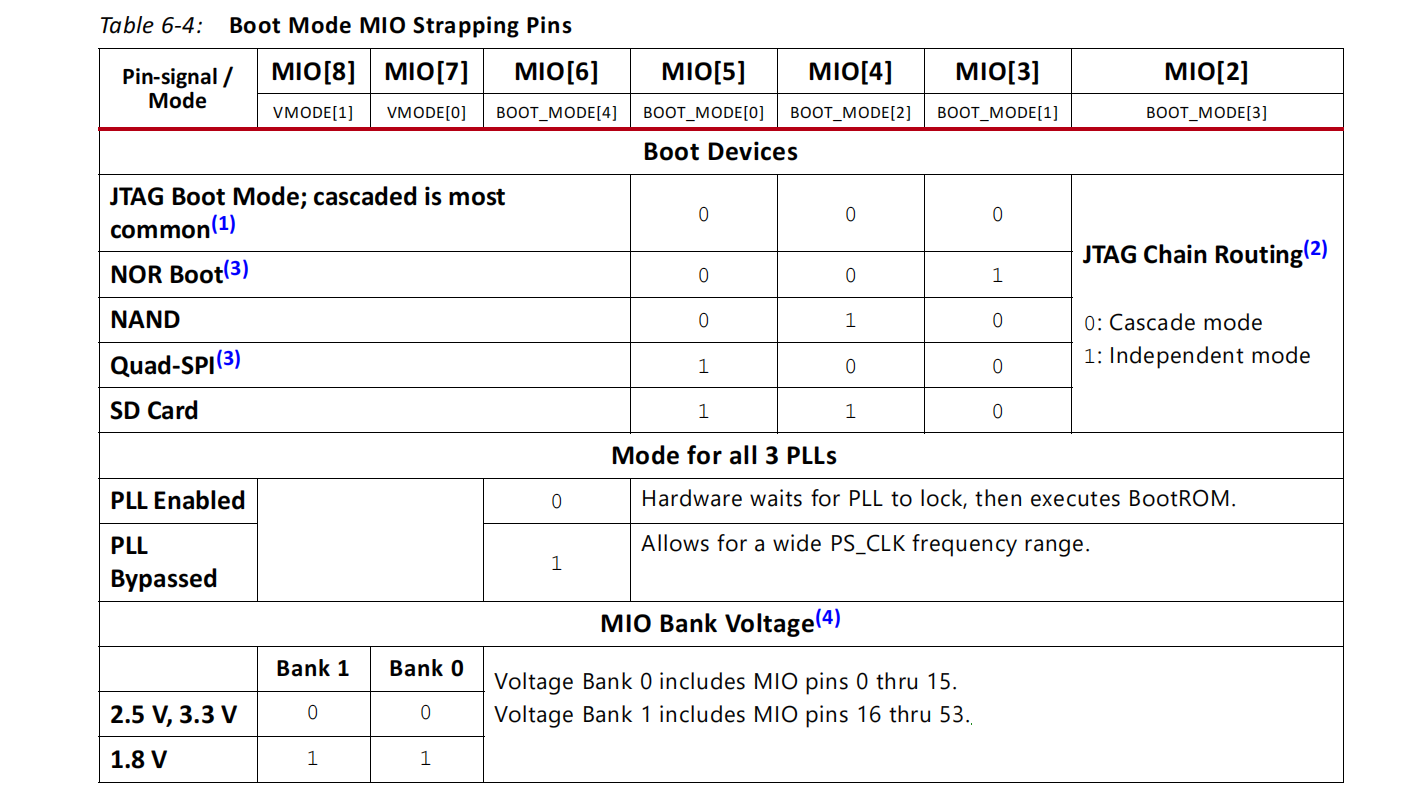 Table 6-4: Boot Mode MIO Strapping Pins
Pin-signal / Mode MIO[8] MIO[7] MIO[6] MIO[5] MIO[4] MIO[3] MIO[2]
VMODE[1] VMODE[0] BOOT_MODE[4] BOOT_MODE[0] BOOT_MODE[2] BOOT_MODE[1] BOOT_MODE[3]
Boot Devices
JTAG Boot Mode; cascaded is most
common(1) 0 0 0
NOR Boot(3) 0 0 1
NAND 0 1 0
Quad-SPI(3) 1 0 0
SD Card 1 1 0
JTAG Chain Routing(2)
0: Cascade mode
1: Independent mode
Mode for all 3 PLLs
PLL Enabled 0 Hardware waits for PLL to lock, then executes BootROM.
PLL
Bypassed 1 Allows for a wide PS_CLK frequency range.
MIO Bank Voltage(4)
Bank 1 Bank 0
2.5 V, 3.3 V 0 0
1.8 V 1 1
Voltage Bank 0 includes MIO pins 0 thru 15.
Voltage Bank 1 includes MIO pins 16 thru 53.